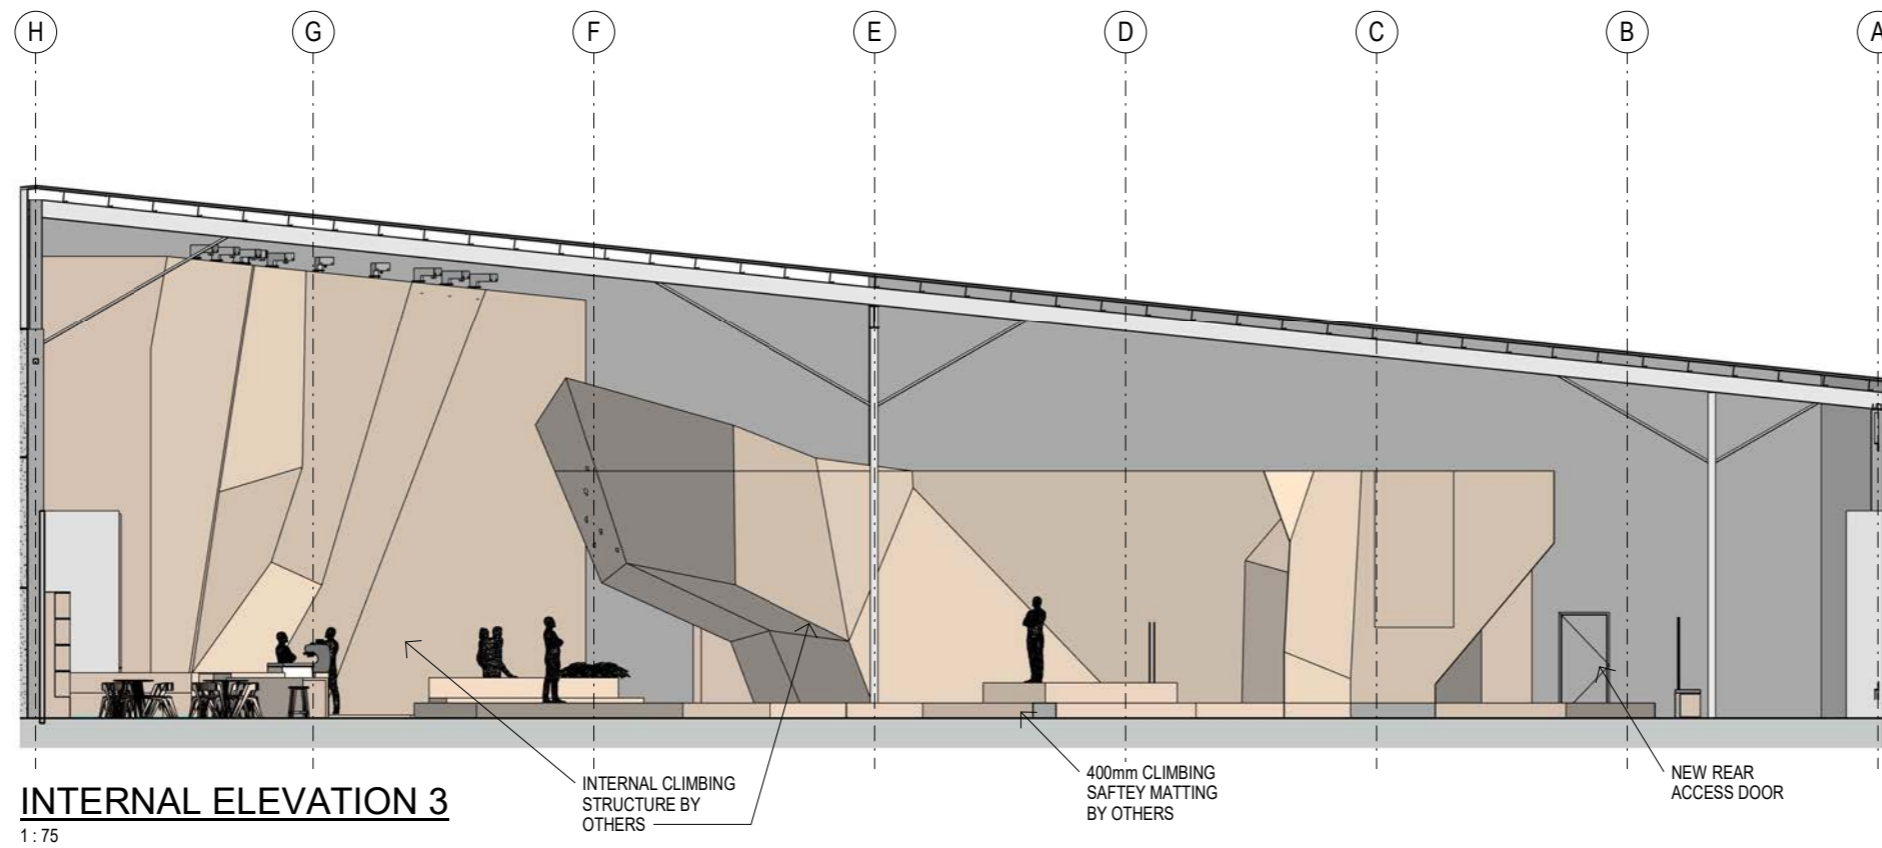 H G F E D C B A
INTERNAL CLIMBING
STRUCTURE BY
OTHERS
400mm CLIMBING
SAFTEY MATTING
BY OTHERS
NEW REAR
ACCESS DOOR
INTERNAL ELEVATION 3
1 : 75